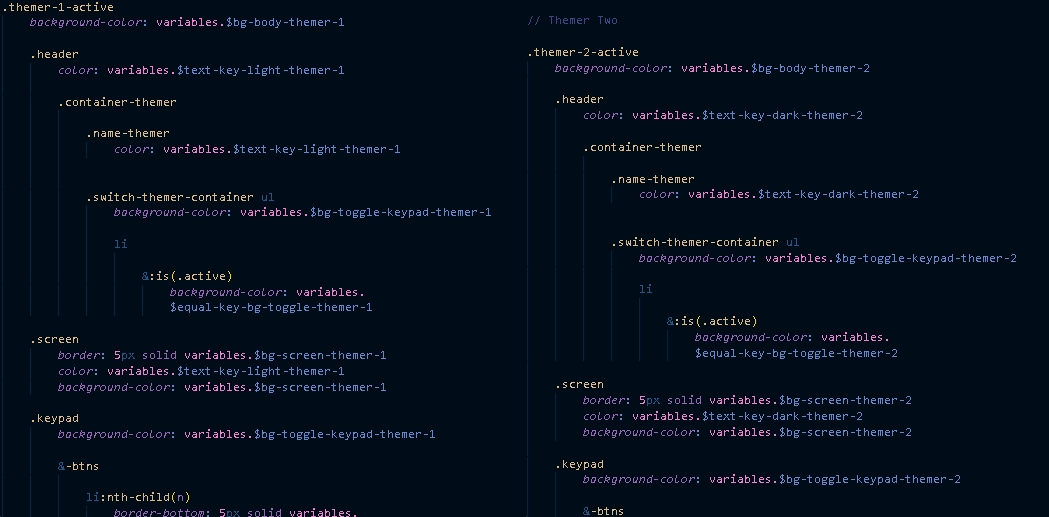 .themer-1-active
background-color: variables.$bg-body-themer-1
.header
color: variables.$text-key-light-themer-1
.container-themer
.name-themer
color: variables.$text-key-light-themer-1
.switch-themer-container ul
background-color: variables.$bg-toggle-keypad-themer-1
li
&:is(.active)
background-color: variables.
$equal-key-bg-toggle-themer-1
.screen
border: 5px solid variables.$bg-screen-themer-1
color: variables.$text-key-light-themer-1
background-color: variables.$bg-screen-themer-1
.keypad
background-color: variables.$bg-toggle-keypad-themer-1
&-btns
li:nth-child(n)
border-bottom: 5px solid variables.
// Themer Two
.themer-2-active
background-color: variables.$bg-body-themer-2
.header
color: variables.$text-key-dark-themer-2
.container-themer
.name-themer
color: variables.$text-key-dark-themer-2
.switch-themer-container ul
background-color: variables.$bg-toggle-keypad-themer-2
li
&:is(.active)
background-color: variables.
$equal-key-bg-toggle-themer-2
.screen
border: 5px solid variables.$bg-screen-themer-2
color: variables.$text-key-dark-themer-2
background-color: variables.$bg-screen-themer-2
.keypad
background-color: variables.$bg-toggle-keypad-themer-2
&-btns